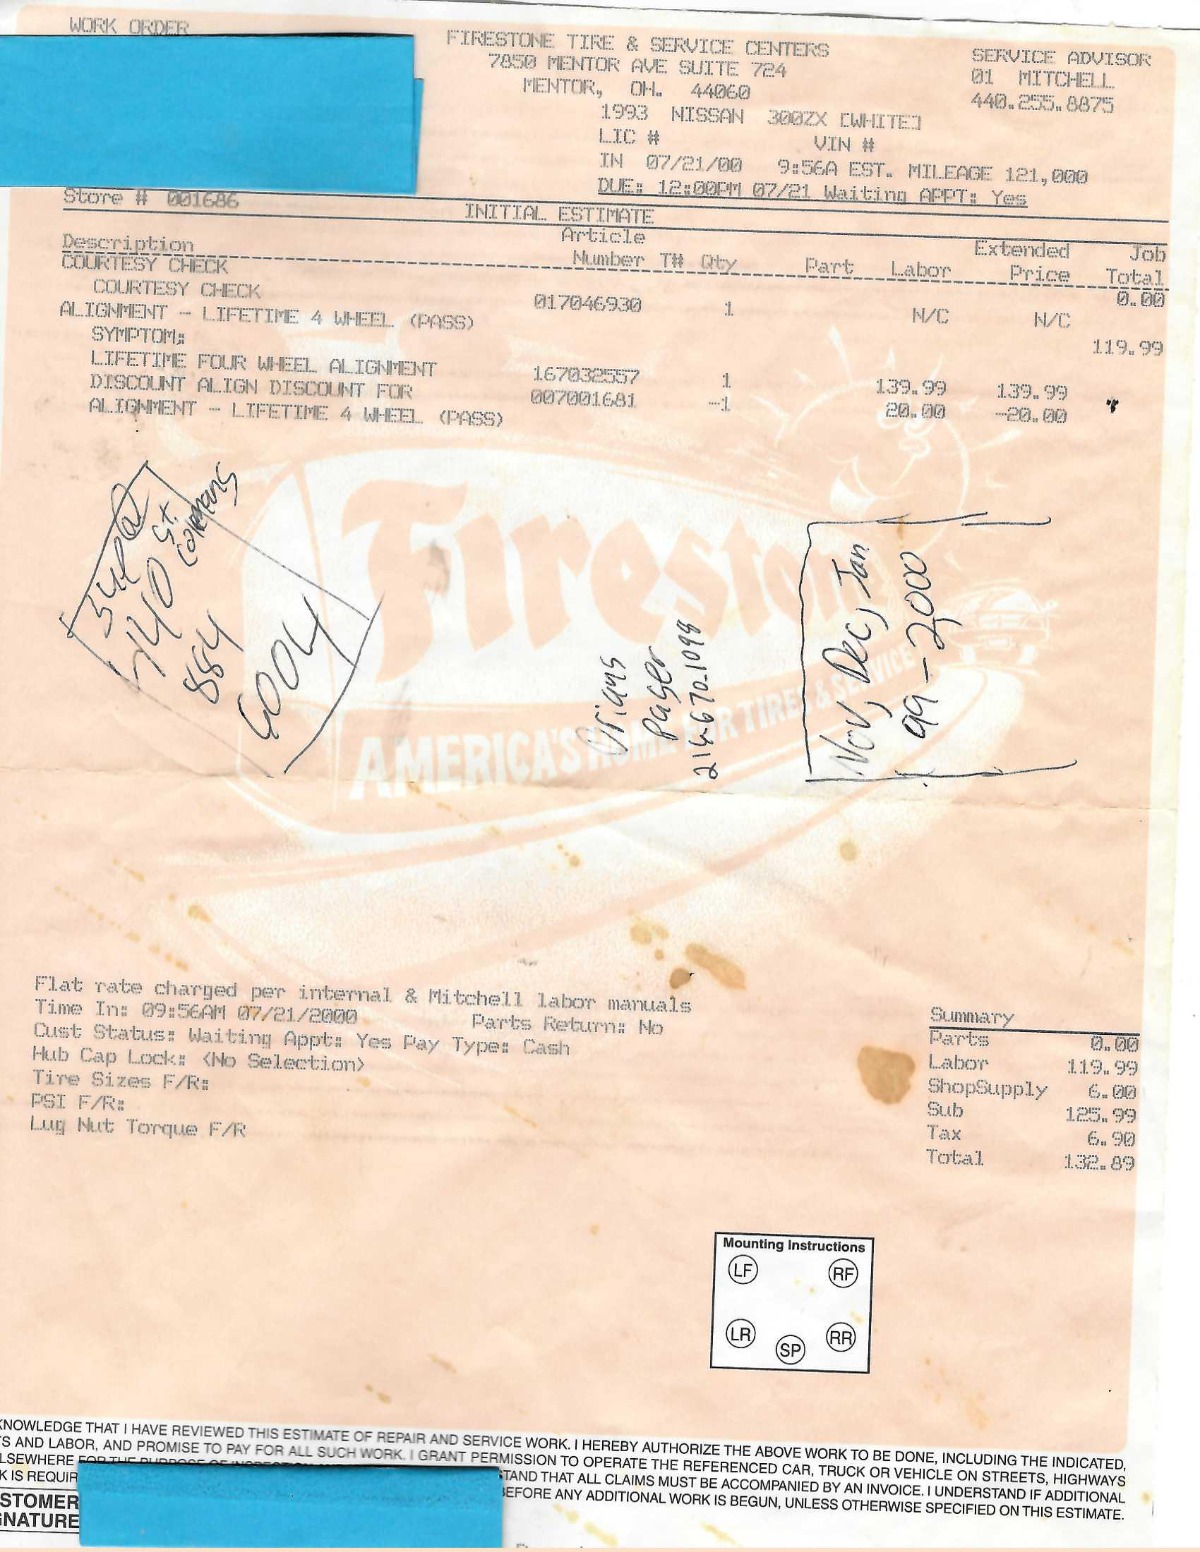 WORK ORDER
FIRESTONE TIRE & SERVICE CENTERS
7850 MENTOR AVE SUITE 724
MENTOR, OH. 44060
SERVICE ADVISOR
01 MITCHELL
440.255.8875
1993 NISSAN 300ZX [WHITE]
LIC # VIN #
IN 07/21/00 9:56A EST. MILEAGE 121,000
DUE: 12:00PM 07/21 Waiting APPT: Yes
Store # 001686
INITIAL ESTIMATE
Description Article Number T# Qty Part Labor Extended Price Job Total
COURTESY CHECK 0.00
COURTESY CHECK 017046930 1 N/C N/C
ALIGNMENT - LIFETIME 4 WHEEL (PASS) 119.99
SYMPTOM:
LIFETIME FOUR WHEEL ALIGNMENT 167032557 1 139.99 139.99
DISCOUNT ALIGN DISCOUNT FOR 007001681 -1 20.00 -20.00
ALIGNMENT - LIFETIME 4 WHEEL (PASS)
Firestone
AMERICA'S HOME FOR TIRES & SERVICE
440
884
6004
Brians
pager
214-670-1098
Nov, Dec, Jan
99-2,000
Flat rate charged per internal & Mitchell labor manuals
Time In: 09:56AM 07/21/2000 Parts Return: No
Cust Status: Waiting Appt: Yes Pay Type: Cash
Hub Cap Lock: <No Selection>
Tire Sizes F/R:
PSI F/R:
Lug Nut Torque F/R
Summary
Parts 0.00
Labor 119.99
ShopSupply 6.00
Sub 125.99
Tax 6.90
Total 132.89
Mounting Instructions
LF RF
LR RR
SP
KNOWLEDGE THAT I HAVE REVIEWED THIS ESTIMATE OF REPAIR AND SERVICE WORK. I HEREBY AUTHORIZE THE ABOVE WORK TO BE DONE, INCLUDING THE INDICATED,
S AND LABOR, AND PROMISE TO PAY FOR ALL SUCH WORK. I GRANT PERMISSION TO OPERATE THE REFERENCED CAR, TRUCK OR VEHICLE ON STREETS, HIGHWAYS
LSEWHERE FOR THE PURPOSE OF TAND THAT ALL CLAIMS MUST BE ACCOMPANIED BY AN INVOICE. I UNDERSTAND IF ADDITIONAL
K IS REQUIR EFORE ANY ADDITIONAL WORK IS BEGUN, UNLESS OTHERWISE SPECIFIED ON THIS ESTIMATE.
STOMER
NATURE